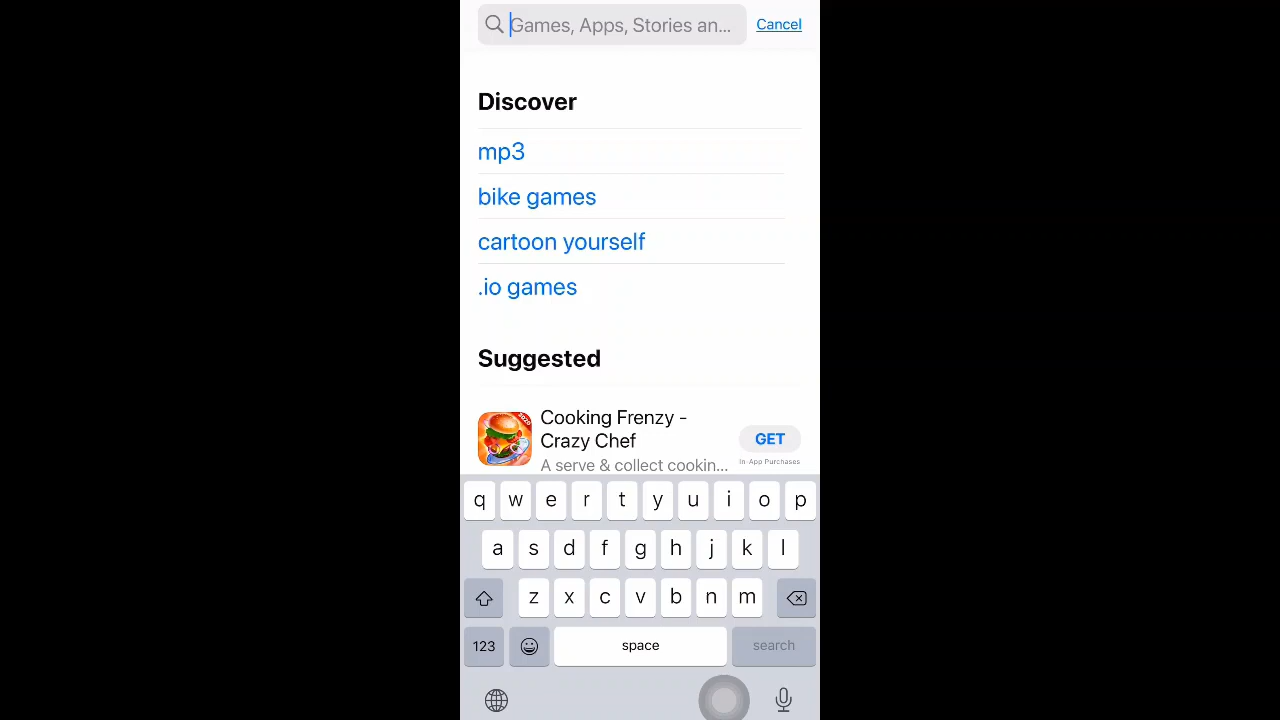 Games, Apps, Stories an... Cancel
Discover
mp3
bike games
cartoon yourself
.io games
Suggested
Cooking Frenzy -
Crazy Chef
A serve & collect cookin...
GET
In-App Purchases
q w e r t y u i o p
a s d f g h j k l
z x c v b n m
123 space search